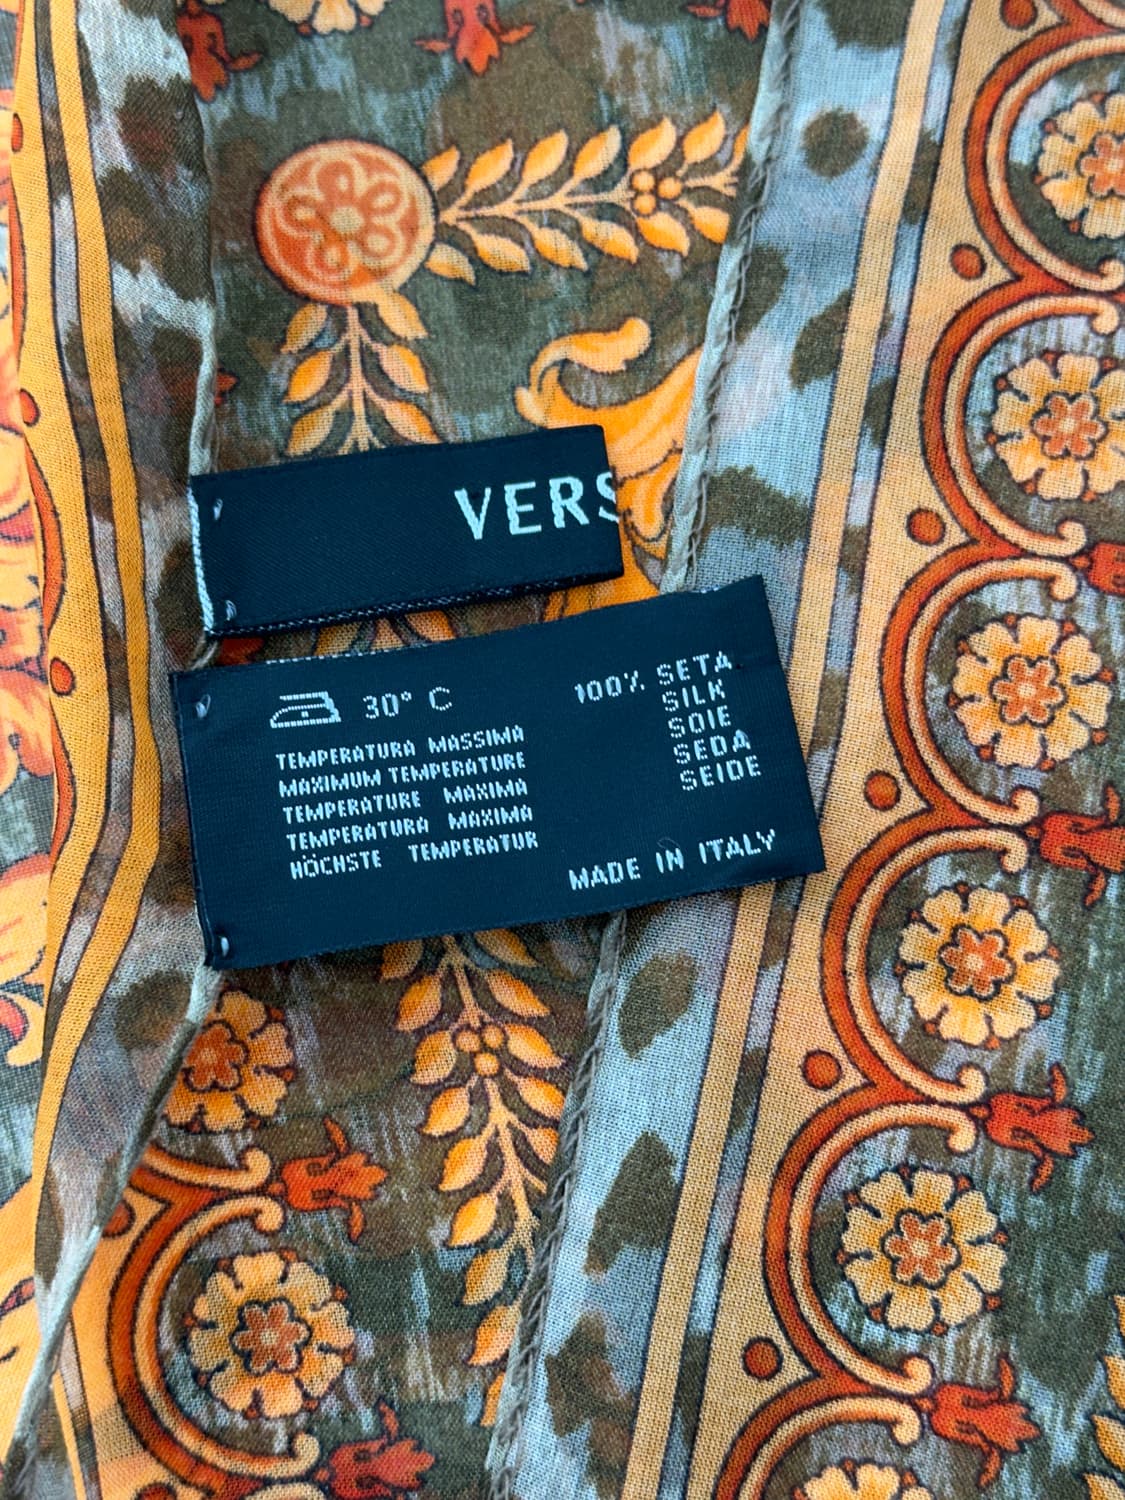 VERS
30° C
TEMPERATURA MASSIMA
MAXIMUM TEMPERATURE
TEMPERATURE MAXIMA
TEMPERATURA MAXIMA
HÖCHSTE TEMPERATUR
100% SETA
SILK
SOIE
SEDA
SEIDE
MADE IN ITALY